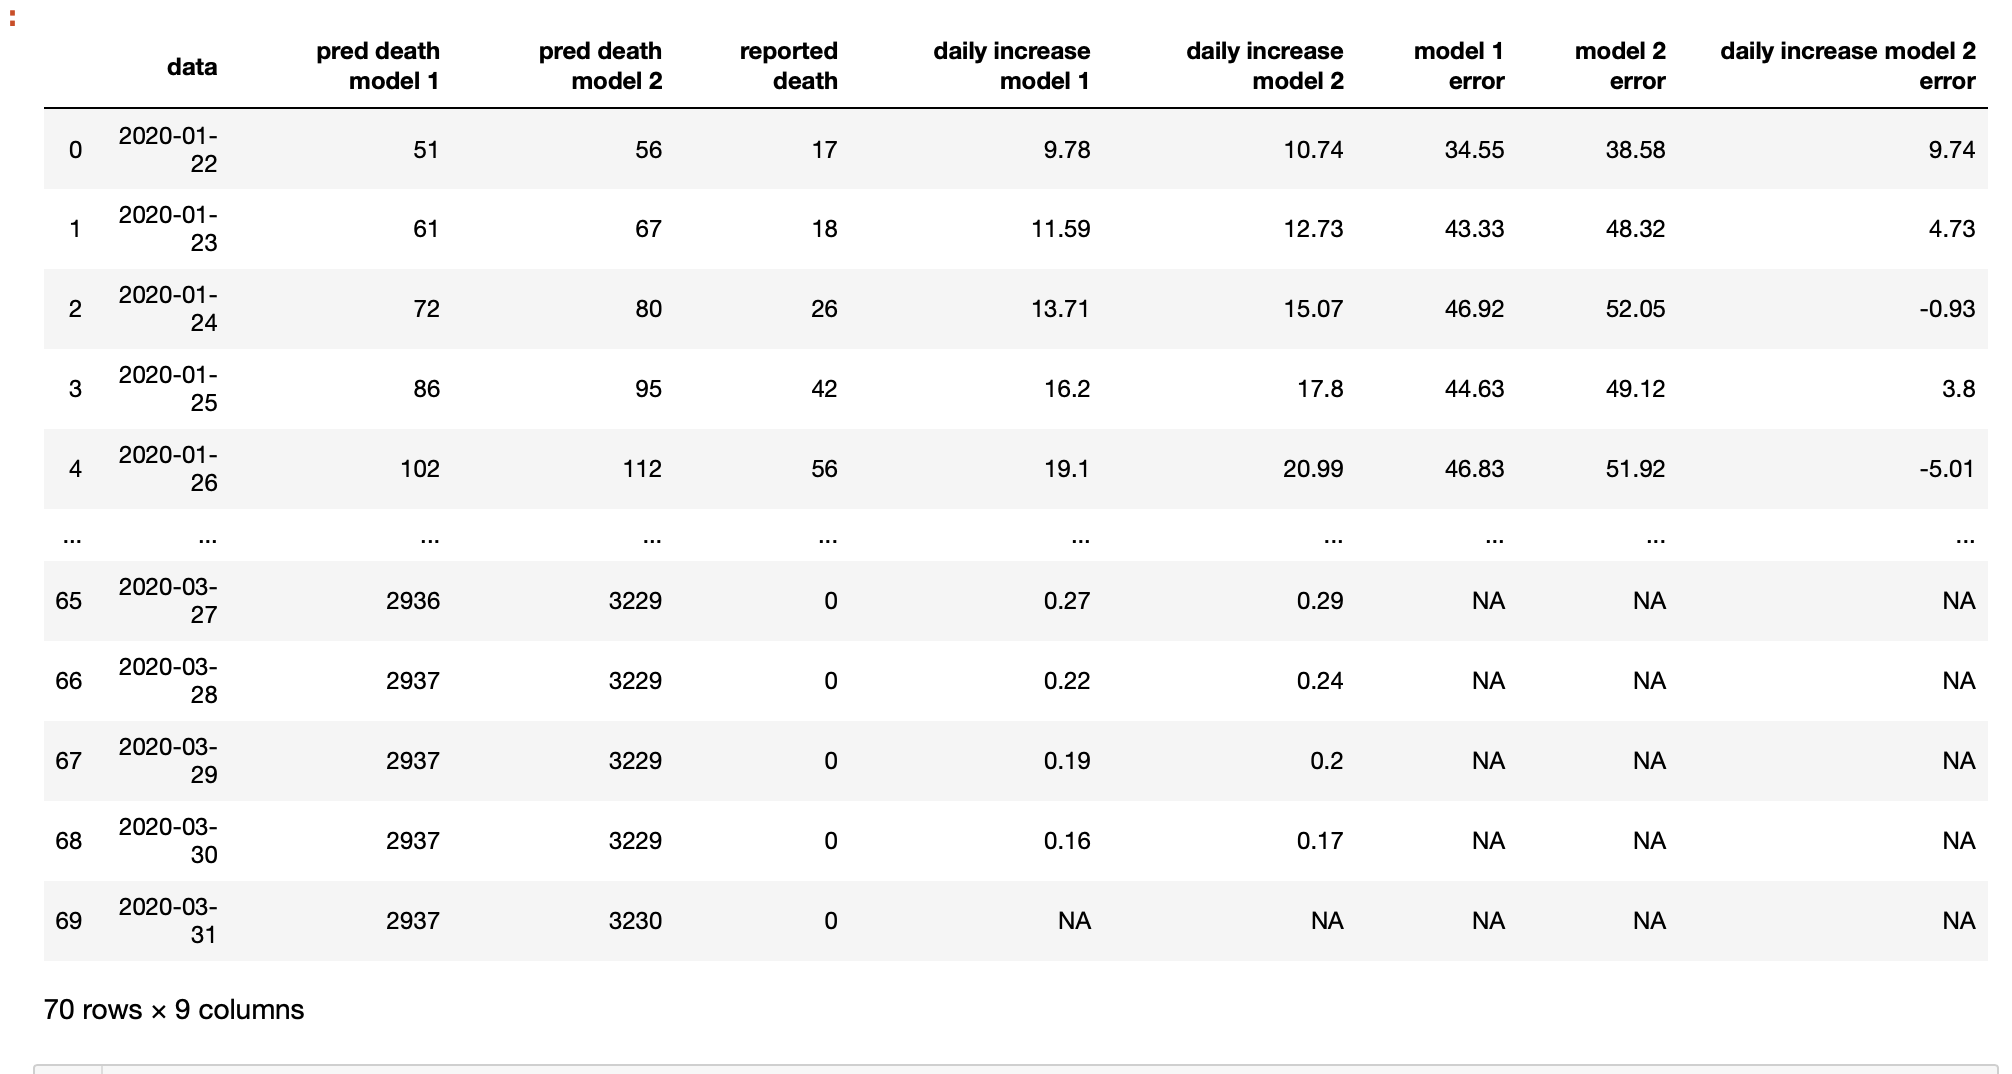 :
data pred death model 1 pred death model 2 reported death daily increase model 1 daily increase model 2 model 1 error model 2 error daily increase model 2 error
0 2020-01-22 51 56 17 9.78 10.74 34.55 38.58 9.74
1 2020-01-23 61 67 18 11.59 12.73 43.33 48.32 4.73
2 2020-01-24 72 80 26 13.71 15.07 46.92 52.05 -0.93
3 2020-01-25 86 95 42 16.2 17.8 44.63 49.12 3.8
4 2020-01-26 102 112 56 19.1 20.99 46.83 51.92 -5.01
... ... ... ... ... ... ... ... ... ...
65 2020-03-27 2936 3229 0 0.27 0.29 NA NA NA
66 2020-03-28 2937 3229 0 0.22 0.24 NA NA NA
67 2020-03-29 2937 3229 0 0.19 0.2 NA NA NA
68 2020-03-30 2937 3229 0 0.16 0.17 NA NA NA
69 2020-03-31 2937 3230 0 NA NA NA NA NA
70 rows × 9 columns